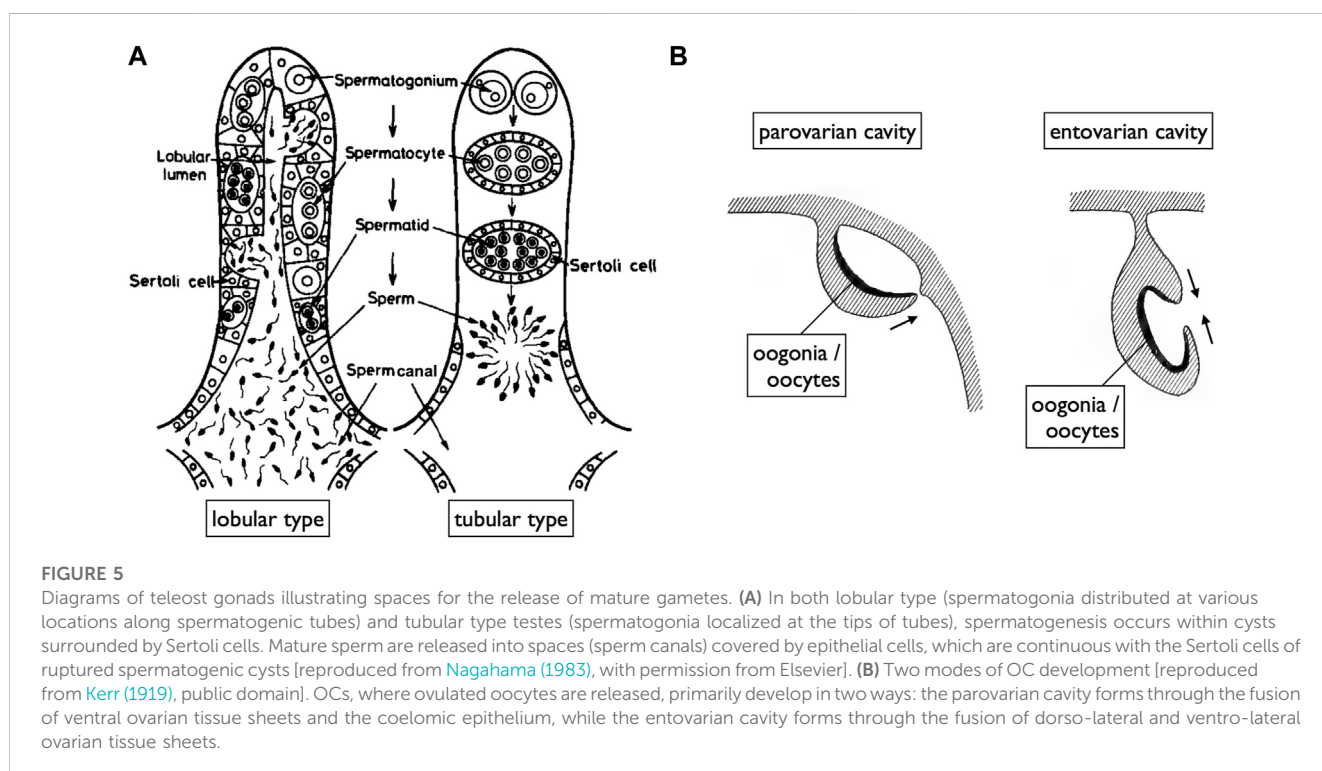 A
Spermatogonium
Lobular
lumen
Spermatocyte
Spermatid
Sertoli cell
Sertoli cell
Sperm
Sperm canal
lobular type
tubular type
B
parovarian cavity
entovarian cavity
oogonia /
oocytes
oogonia /
oocytes
FIGURE 5
Diagrams of teleost gonads illustrating spaces for the release of mature gametes. (A) In both lobular type (spermatogonia distributed at various
locations along spermatogenic tubes) and tubular type testes (spermatogonia localized at the tips of tubes), spermatogenesis occurs within cysts
surrounded by Sertoli cells. Mature sperm are released into spaces (sperm canals) covered by epithelial cells, which are continuous with the Sertoli cells of
ruptured spermatogenic cysts [reproduced from Nagahama (1983), with permission from Elsevier]. (B) Two modes of OC development [reproduced
from Kerr (1919), public domain]. OCs, where ovulated oocytes are released, primarily develop in two ways: the parovarian cavity forms through the fusion
of ventral ovarian tissue sheets and the coelomic epithelium, while the entovarian cavity forms through the fusion of dorso-lateral and ventro-lateral
ovarian tissue sheets.